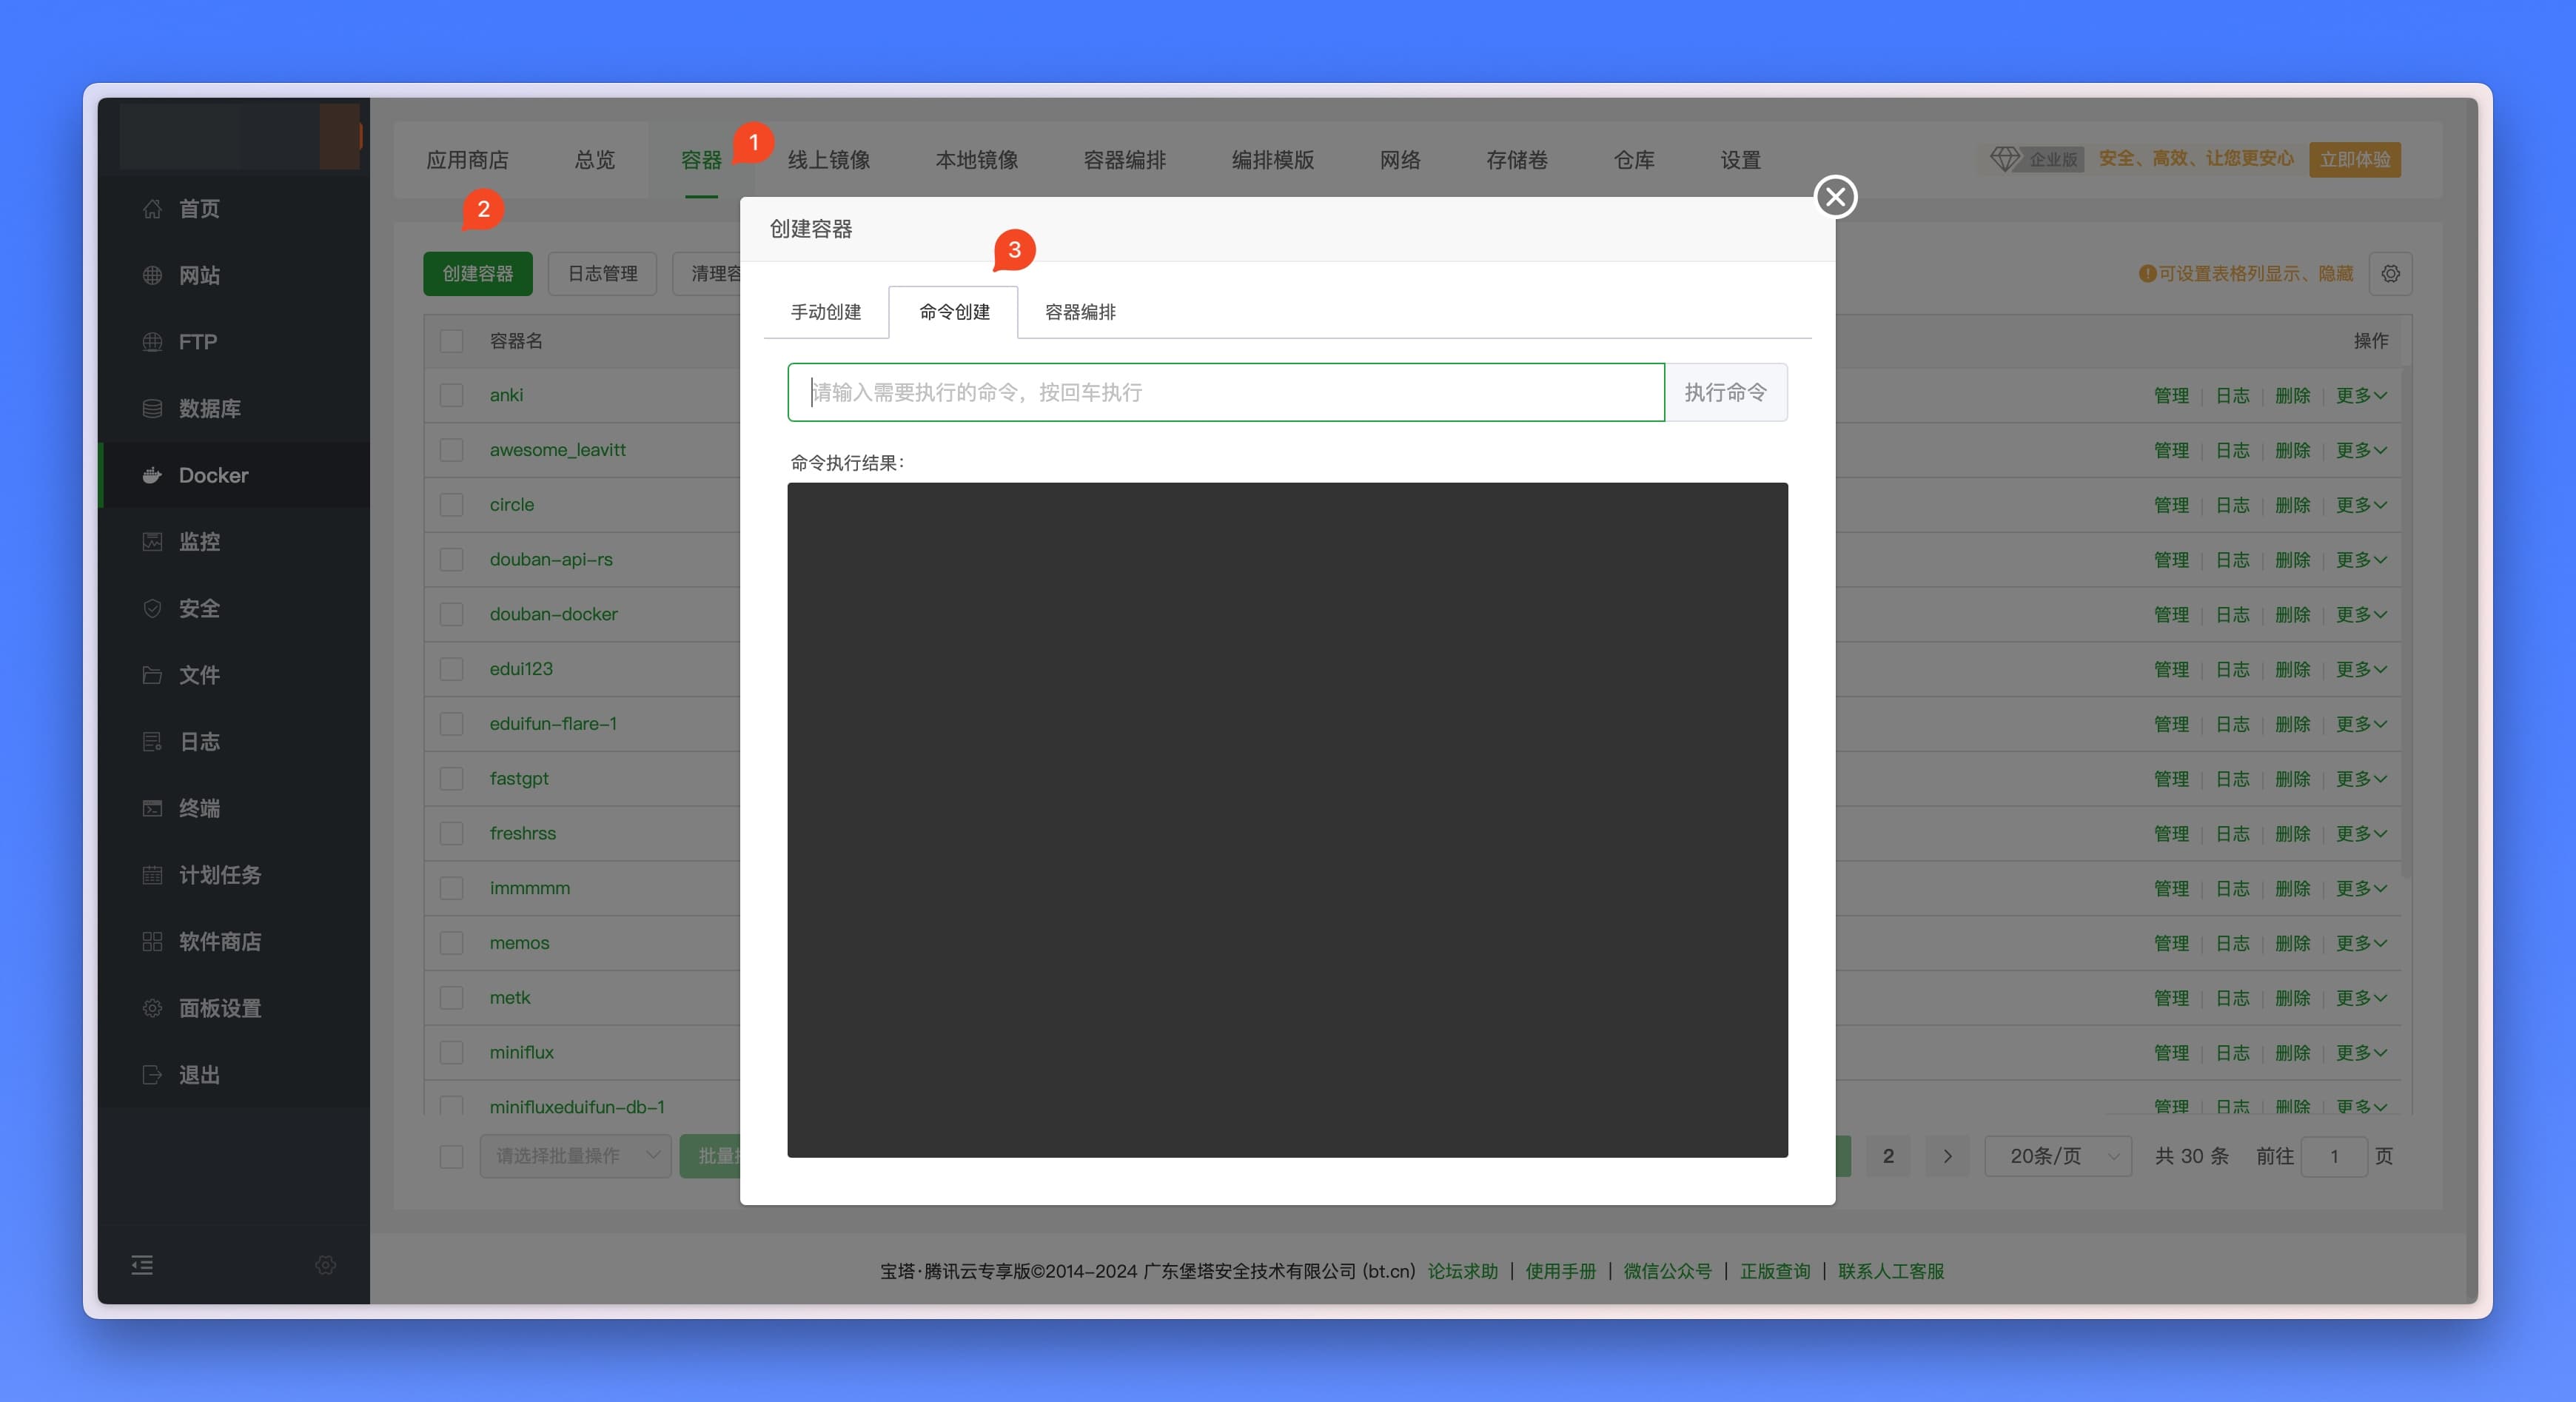 首页
网站
FTP
数据库
Docker
监控
安全
文件
日志
终端
计划任务
软件商店
面板设置
退出
应用商店 总览 容器 1 线上镜像 本地镜像 容器编排 编排模版 网络 存储卷 仓库 设置 企业版 安全、高效、让您更安心 立即体验
2
创建容器 日志管理 清理容
!可设置表格列显示、隐藏
容器名 操作
anki 管理 日志 删除 更多
awesome_leavitt 管理 日志 删除 更多
circle 管理 日志 删除 更多
douban-api-rs 管理 日志 删除 更多
douban-docker 管理 日志 删除 更多
edui123 管理 日志 删除 更多
eduifun-flare-1 管理 日志 删除 更多
fastgpt 管理 日志 删除 更多
freshrss 管理 日志 删除 更多
immmmm 管理 日志 删除 更多
memos 管理 日志 删除 更多
metk 管理 日志 删除 更多
miniflux 管理 日志 删除 更多
minifluxeduifun-db-1 管理 日志 删除 更多
请选择批量操作 批量
2 > 20条/页 共 30 条 前往 1 页
创建容器
3
手动创建 命令创建 容器编排
请输入需要执行的命令，按回车执行 执行命令
命令执行结果：
宝塔·腾讯云专享版©2014-2024 广东堡塔安全技术有限公司 (bt.cn) 论坛求助 | 使用手册 | 微信公众号 | 正版查询 | 联系人工客服